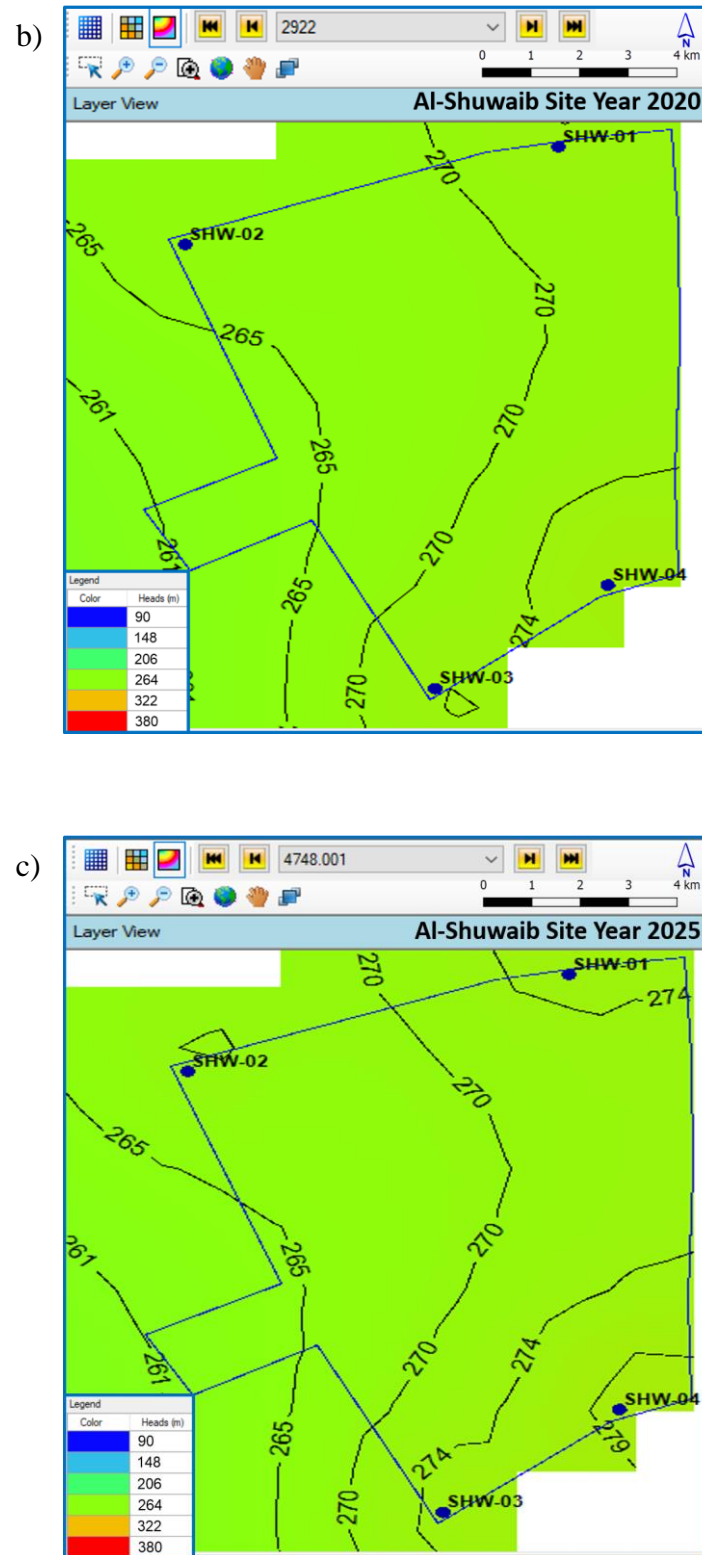 b)
2922
0 1 2 3 4 km
N
Layer View
Al-Shuwaib Site Year 2020
SHW-01
270
SHW-02
265
265
270
261
265
270
261
270
SHW-04
265
274
SHW-03
270
Legend
Color Heads (m)
90
148
206
264
322
380
c)
4748.001
0 1 2 3 4 km
N
Layer View
Al-Shuwaib Site Year 2025
SHW-01
270
274
SHW-02
270
265
261
265
270
261
274
270
SHW-04
265
279
274
270
SHW-03
Legend
Color Heads (m)
90
148
206
264
322
380